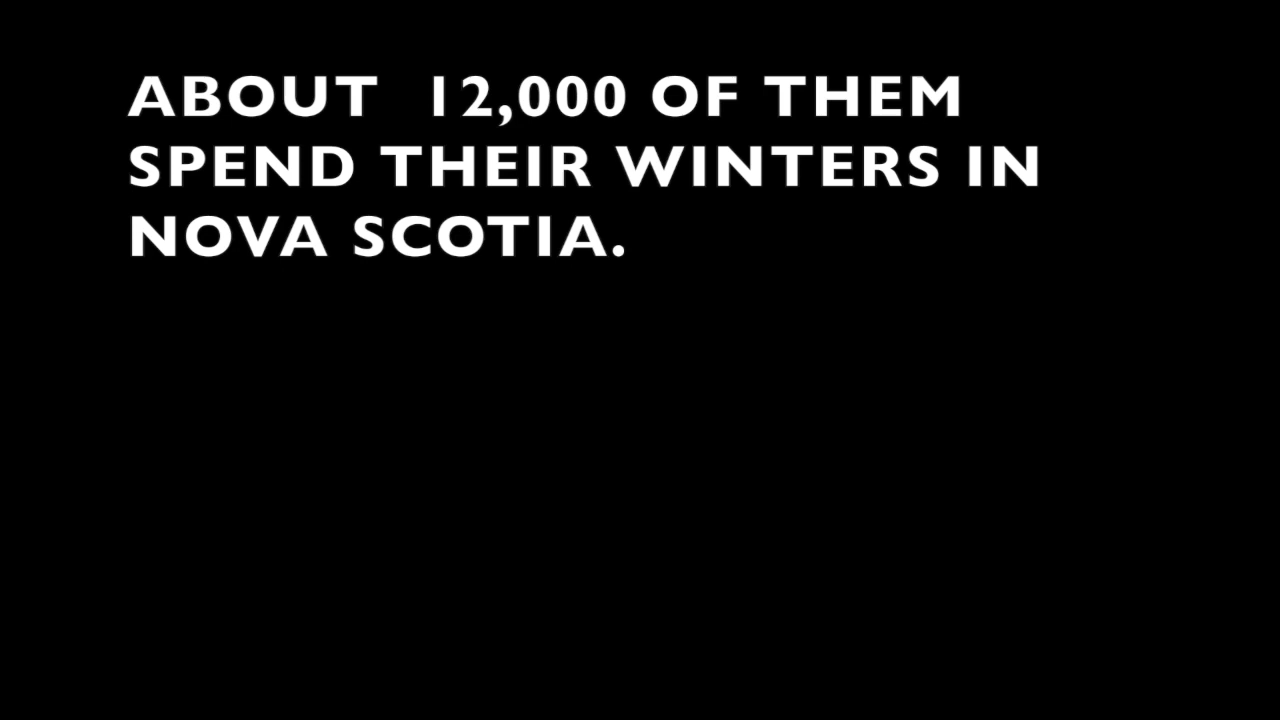 ABOUT  12,000 OF THEM
SPEND THEIR WINTERS IN
NOVA SCOTIA.